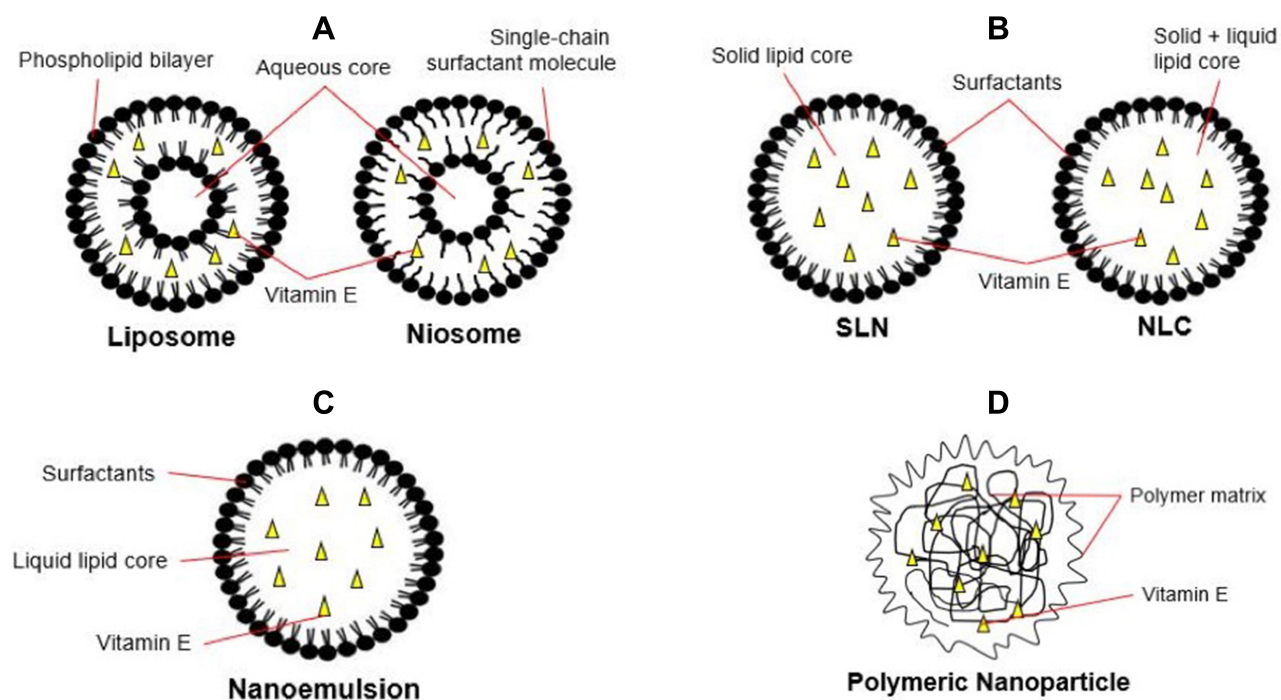 A
Phospholipid bilayer
Aqueous core
Single-chain
surfactant molecule
Vitamin E
Liposome
Niosome
B
Solid lipid core
Surfactants
Solid + liquid
lipid core
Vitamin E
SLN
NLC
C
Surfactants
Liquid lipid core
Vitamin E
Nanoemulsion
D
Polymer matrix
Vitamin E
Polymeric Nanoparticle